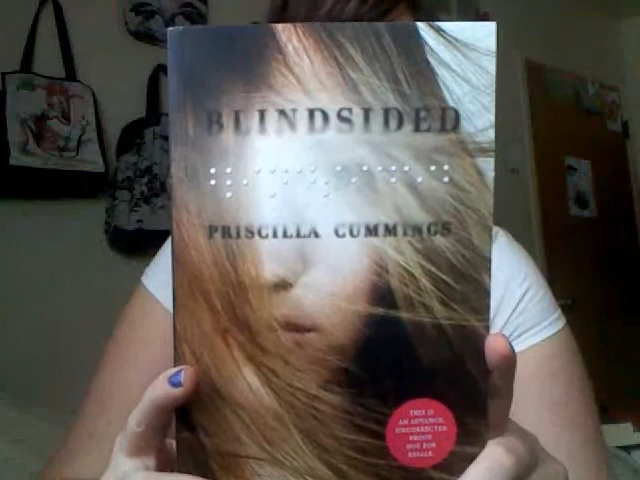 BLINDSIDED
PRISCILLA CUMMINGS
THIS IS
AN ADVANCE,
UNCORRECTED
PROOF
NOT FOR
RESALE.